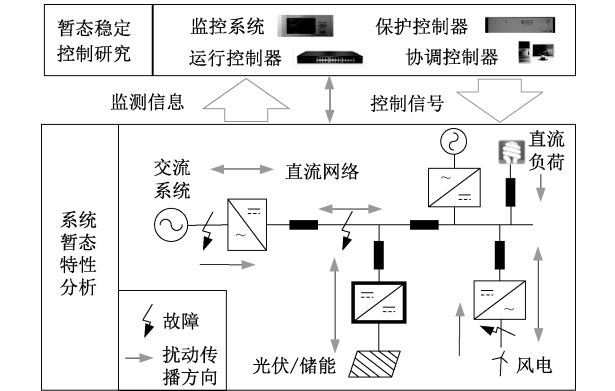 暂态稳定
控制研究
监控系统
保护控制器
运行控制器
协调控制器
监测信息
控制信号
直流
负荷
交流
系统
直流网络
系统
暂态
特性
分析
故障
扰动传
播方向
光伏/储能
风电